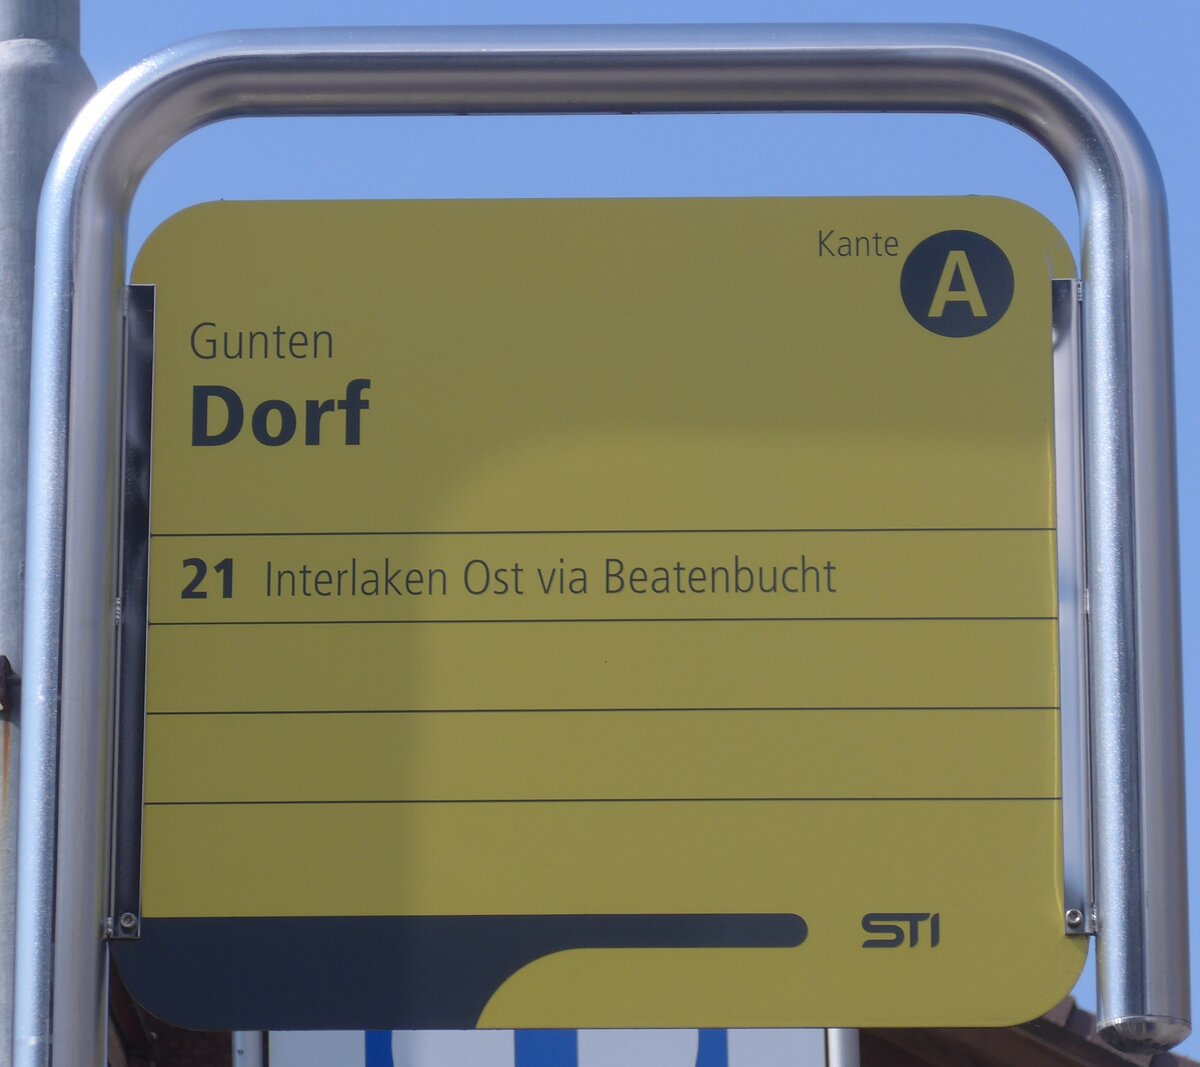 Kante A
Gunten
Dorf
21 Interlaken Ost via Beatenbucht
STI